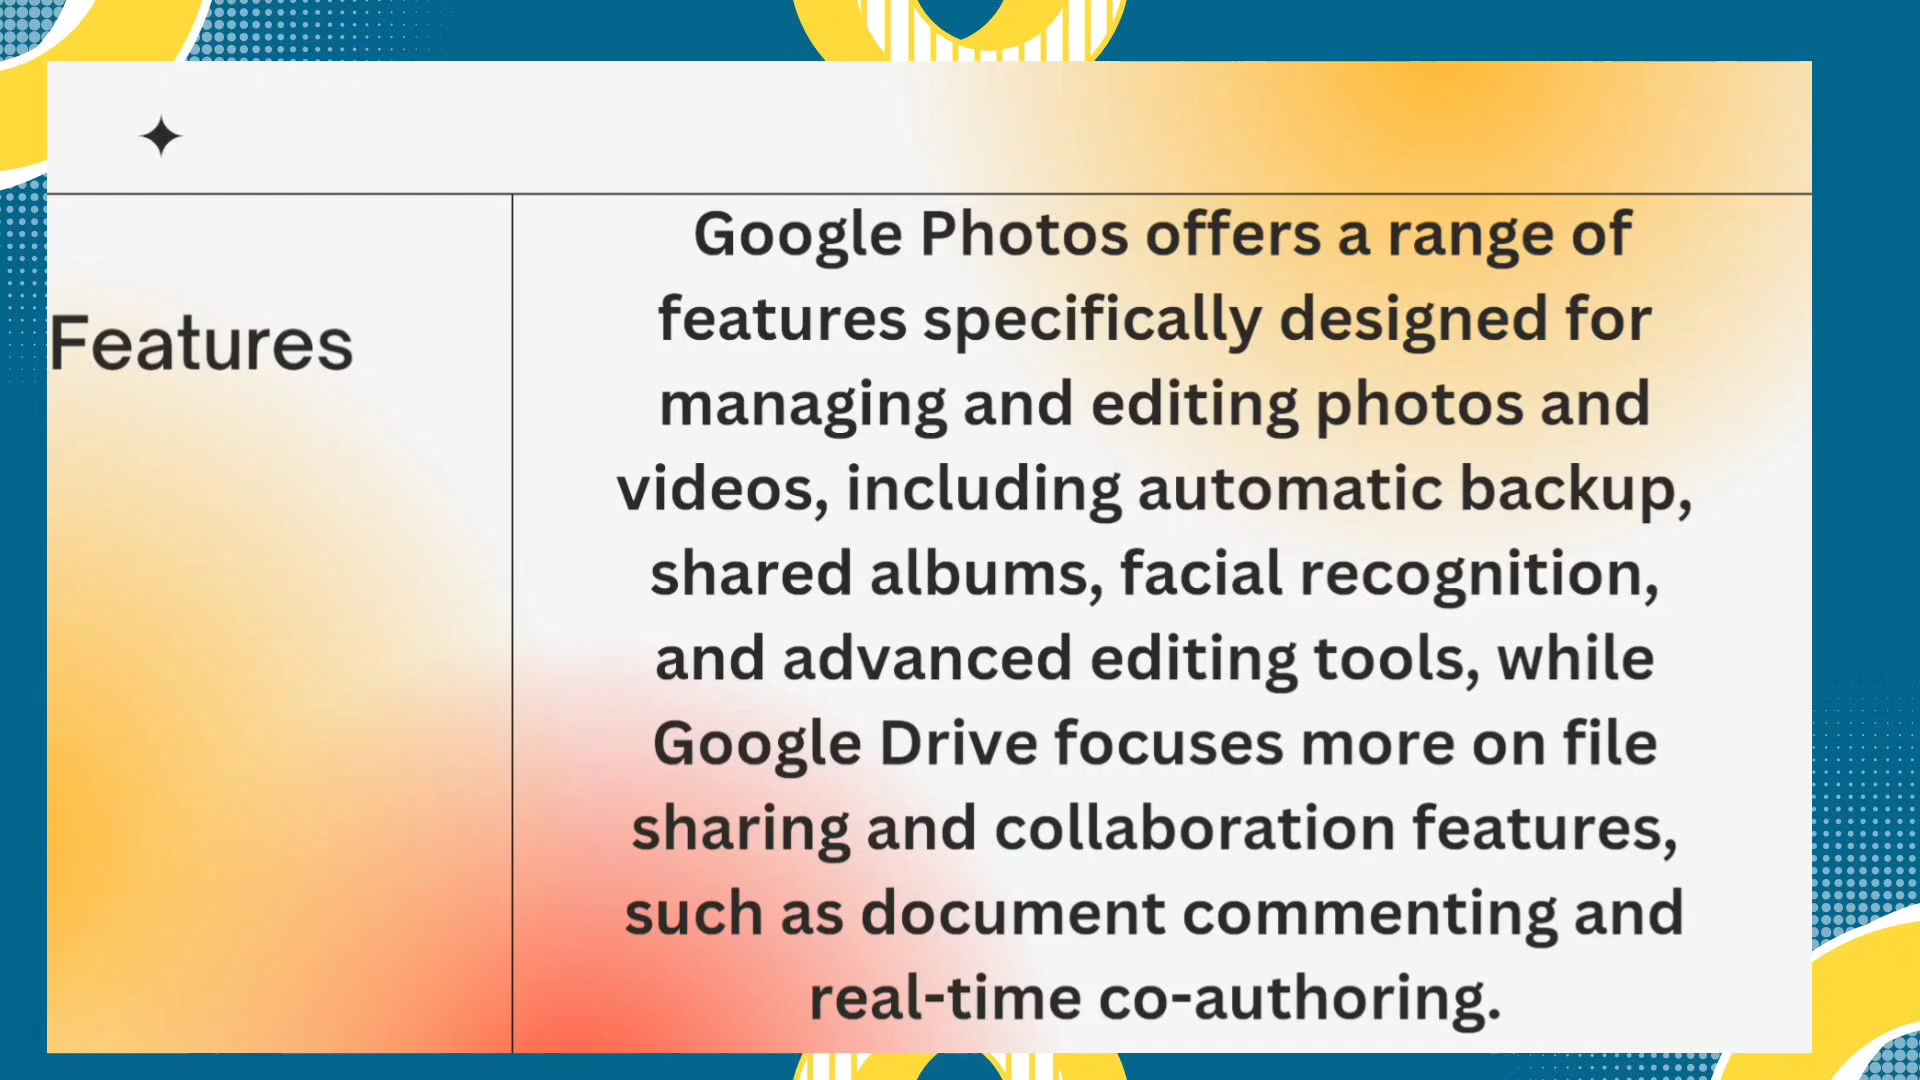 Features
Google Photos offers a range of
features specifically designed for
managing and editing photos and
videos, including automatic backup,
shared albums, facial recognition,
and advanced editing tools, while
Google Drive focuses more on file
sharing and collaboration features,
such as document commenting and
real-time co-authoring.